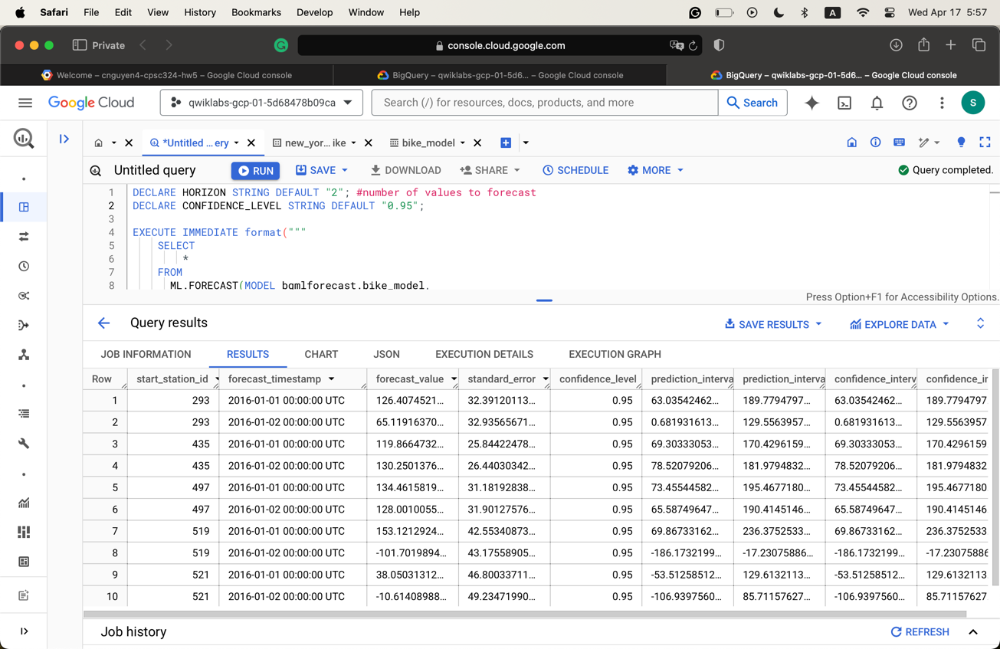 Safari File Edit View History Bookmarks Develop Window Help A Wed Apr 17 5:57
Private console.cloud.google.com
Welcome – cnguyen4-cpsc324-hw5 – Google Cloud console BigQuery – qwiklabs-gcp-01-5d6... – Google Cloud console BigQuery – qwiklabs-gcp-01-5d6... – Google Cloud console
Google Cloud qwiklabs-gcp-01-5d68478b09ca Search (/) for resources, docs, products, and more Search S
*Untitled ...ery new_yor...ike bike_model
Untitled query RUN SAVE DOWNLOAD SHARE SCHEDULE MORE Query completed.
1 DECLARE HORIZON STRING DEFAULT "2"; #number of values to forecast
2 DECLARE CONFIDENCE_LEVEL STRING DEFAULT "0.95";
3
4 EXECUTE IMMEDIATE format("""
5 SELECT
6 *
7 FROM
8 ML.FORECAST(MODEL bqmlforecast.bike_model,
Press Option+F1 for Accessibility Options.
Query results SAVE RESULTS EXPLORE DATA
JOB INFORMATION RESULTS CHART JSON EXECUTION DETAILS EXECUTION GRAPH
Row start_station_id forecast_timestamp forecast_value standard_error confidence_level prediction_interva prediction_interva confidence_interv confidence_ir
1 293 2016-01-01 00:00:00 UTC 126.4074521... 32.39120113... 0.95 63.03542462... 189.7794797... 63.03542462... 189.7794797
2 293 2016-01-02 00:00:00 UTC 65.11916370... 32.93565671... 0.95 0.681931613... 129.5563957... 0.681931613... 129.5563957
3 435 2016-01-01 00:00:00 UTC 119.8664732... 25.84422478... 0.95 69.30333053... 170.4296159... 69.30333053... 170.4296159
4 435 2016-01-02 00:00:00 UTC 130.2501376... 26.44030342... 0.95 78.52079206... 181.9794832... 78.52079206... 181.9794832
5 497 2016-01-01 00:00:00 UTC 134.4615819... 31.18192838... 0.95 73.45544582... 195.4677180... 73.45544582... 195.4677180
6 497 2016-01-02 00:00:00 UTC 128.0010055... 31.90127576... 0.95 65.58749647... 190.4145146... 65.58749647... 190.4145146
7 519 2016-01-01 00:00:00 UTC 153.1212924... 42.55340873... 0.95 69.86733162... 236.3752533... 69.86733162... 236.3752533
8 519 2016-01-02 00:00:00 UTC -101.7019894... 43.17558905... 0.95 -186.1732199... -17.23075886... -186.1732199... -17.2307588
9 521 2016-01-01 00:00:00 UTC 38.05031312... 46.80033711... 0.95 -53.51258512... 129.6132113... -53.51258512... 129.6132113
10 521 2016-01-02 00:00:00 UTC -10.61408988... 49.23471990... 0.95 -106.9397560... 85.71157627... -106.9397560... 85.71157627
Job history REFRESH